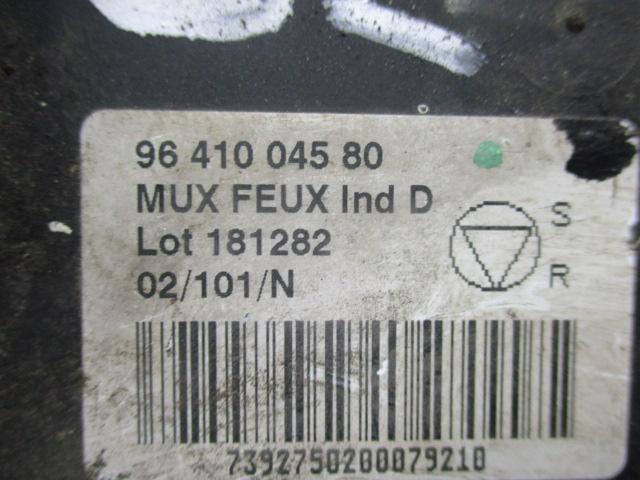 96 410 045 80
MUX FEUX Ind D
Lot 181282
02/101/N
S
R
7392750200079210